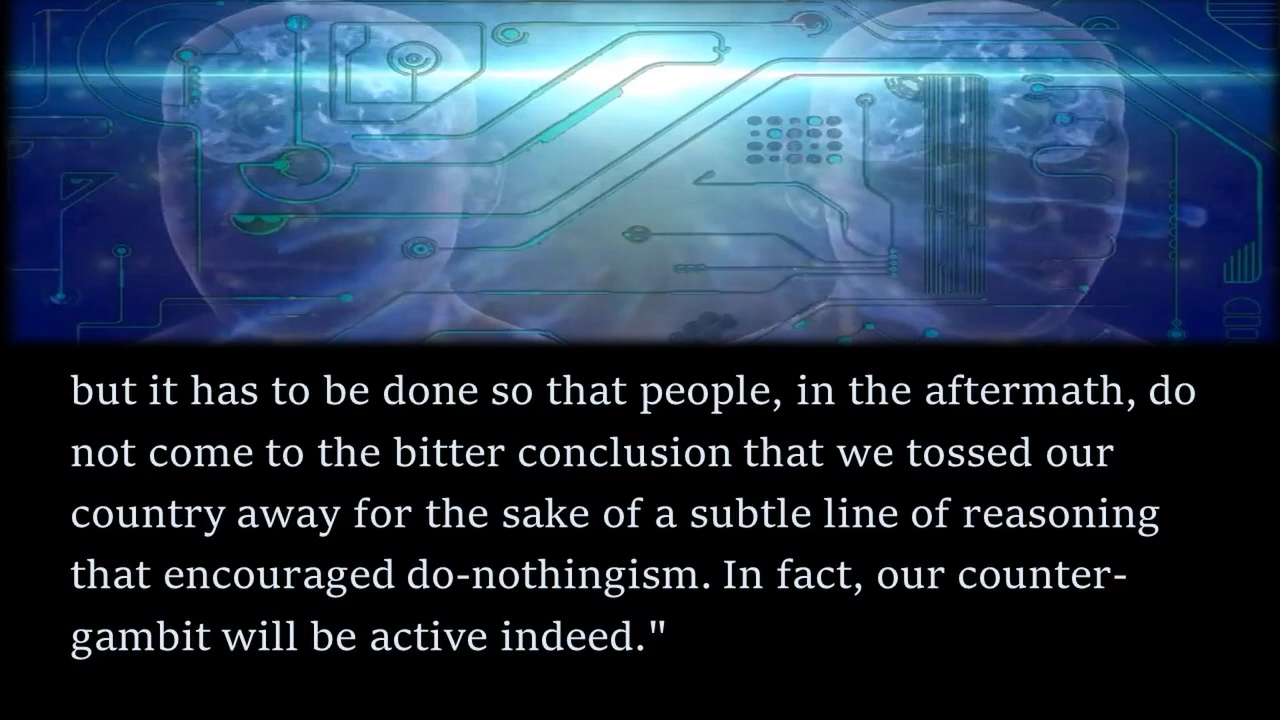 but it has to be done so that people, in the aftermath, do
not come to the bitter conclusion that we tossed our
country away for the sake of a subtle line of reasoning
that encouraged do-nothingism. In fact, our counter-
gambit will be active indeed."